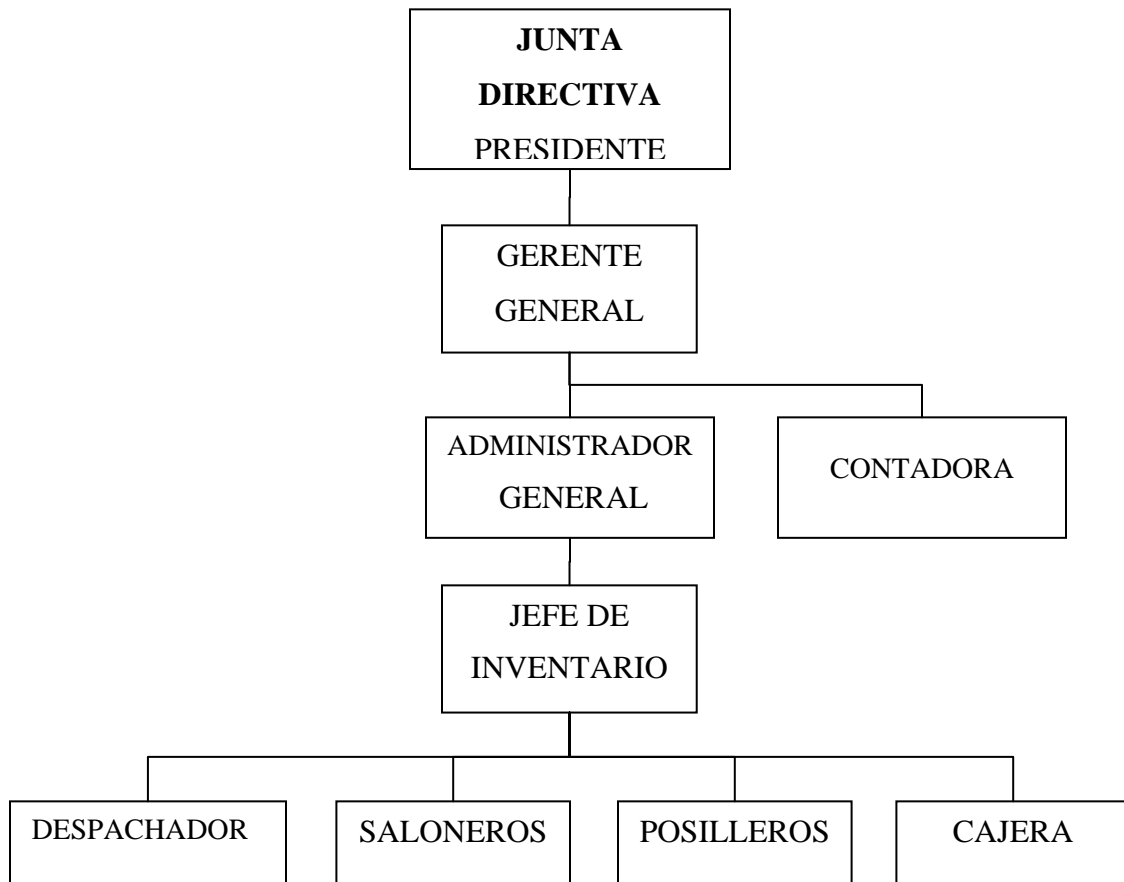 JUNTA
DIRECTIVA
PRESIDENTE
GERENTE
GENERAL
ADMINISTRADOR
GENERAL
CONTADORA
JEFE DE
INVENTARIO
DESPACHADOR
SALONEROS
POSILLEROS
CAJERA